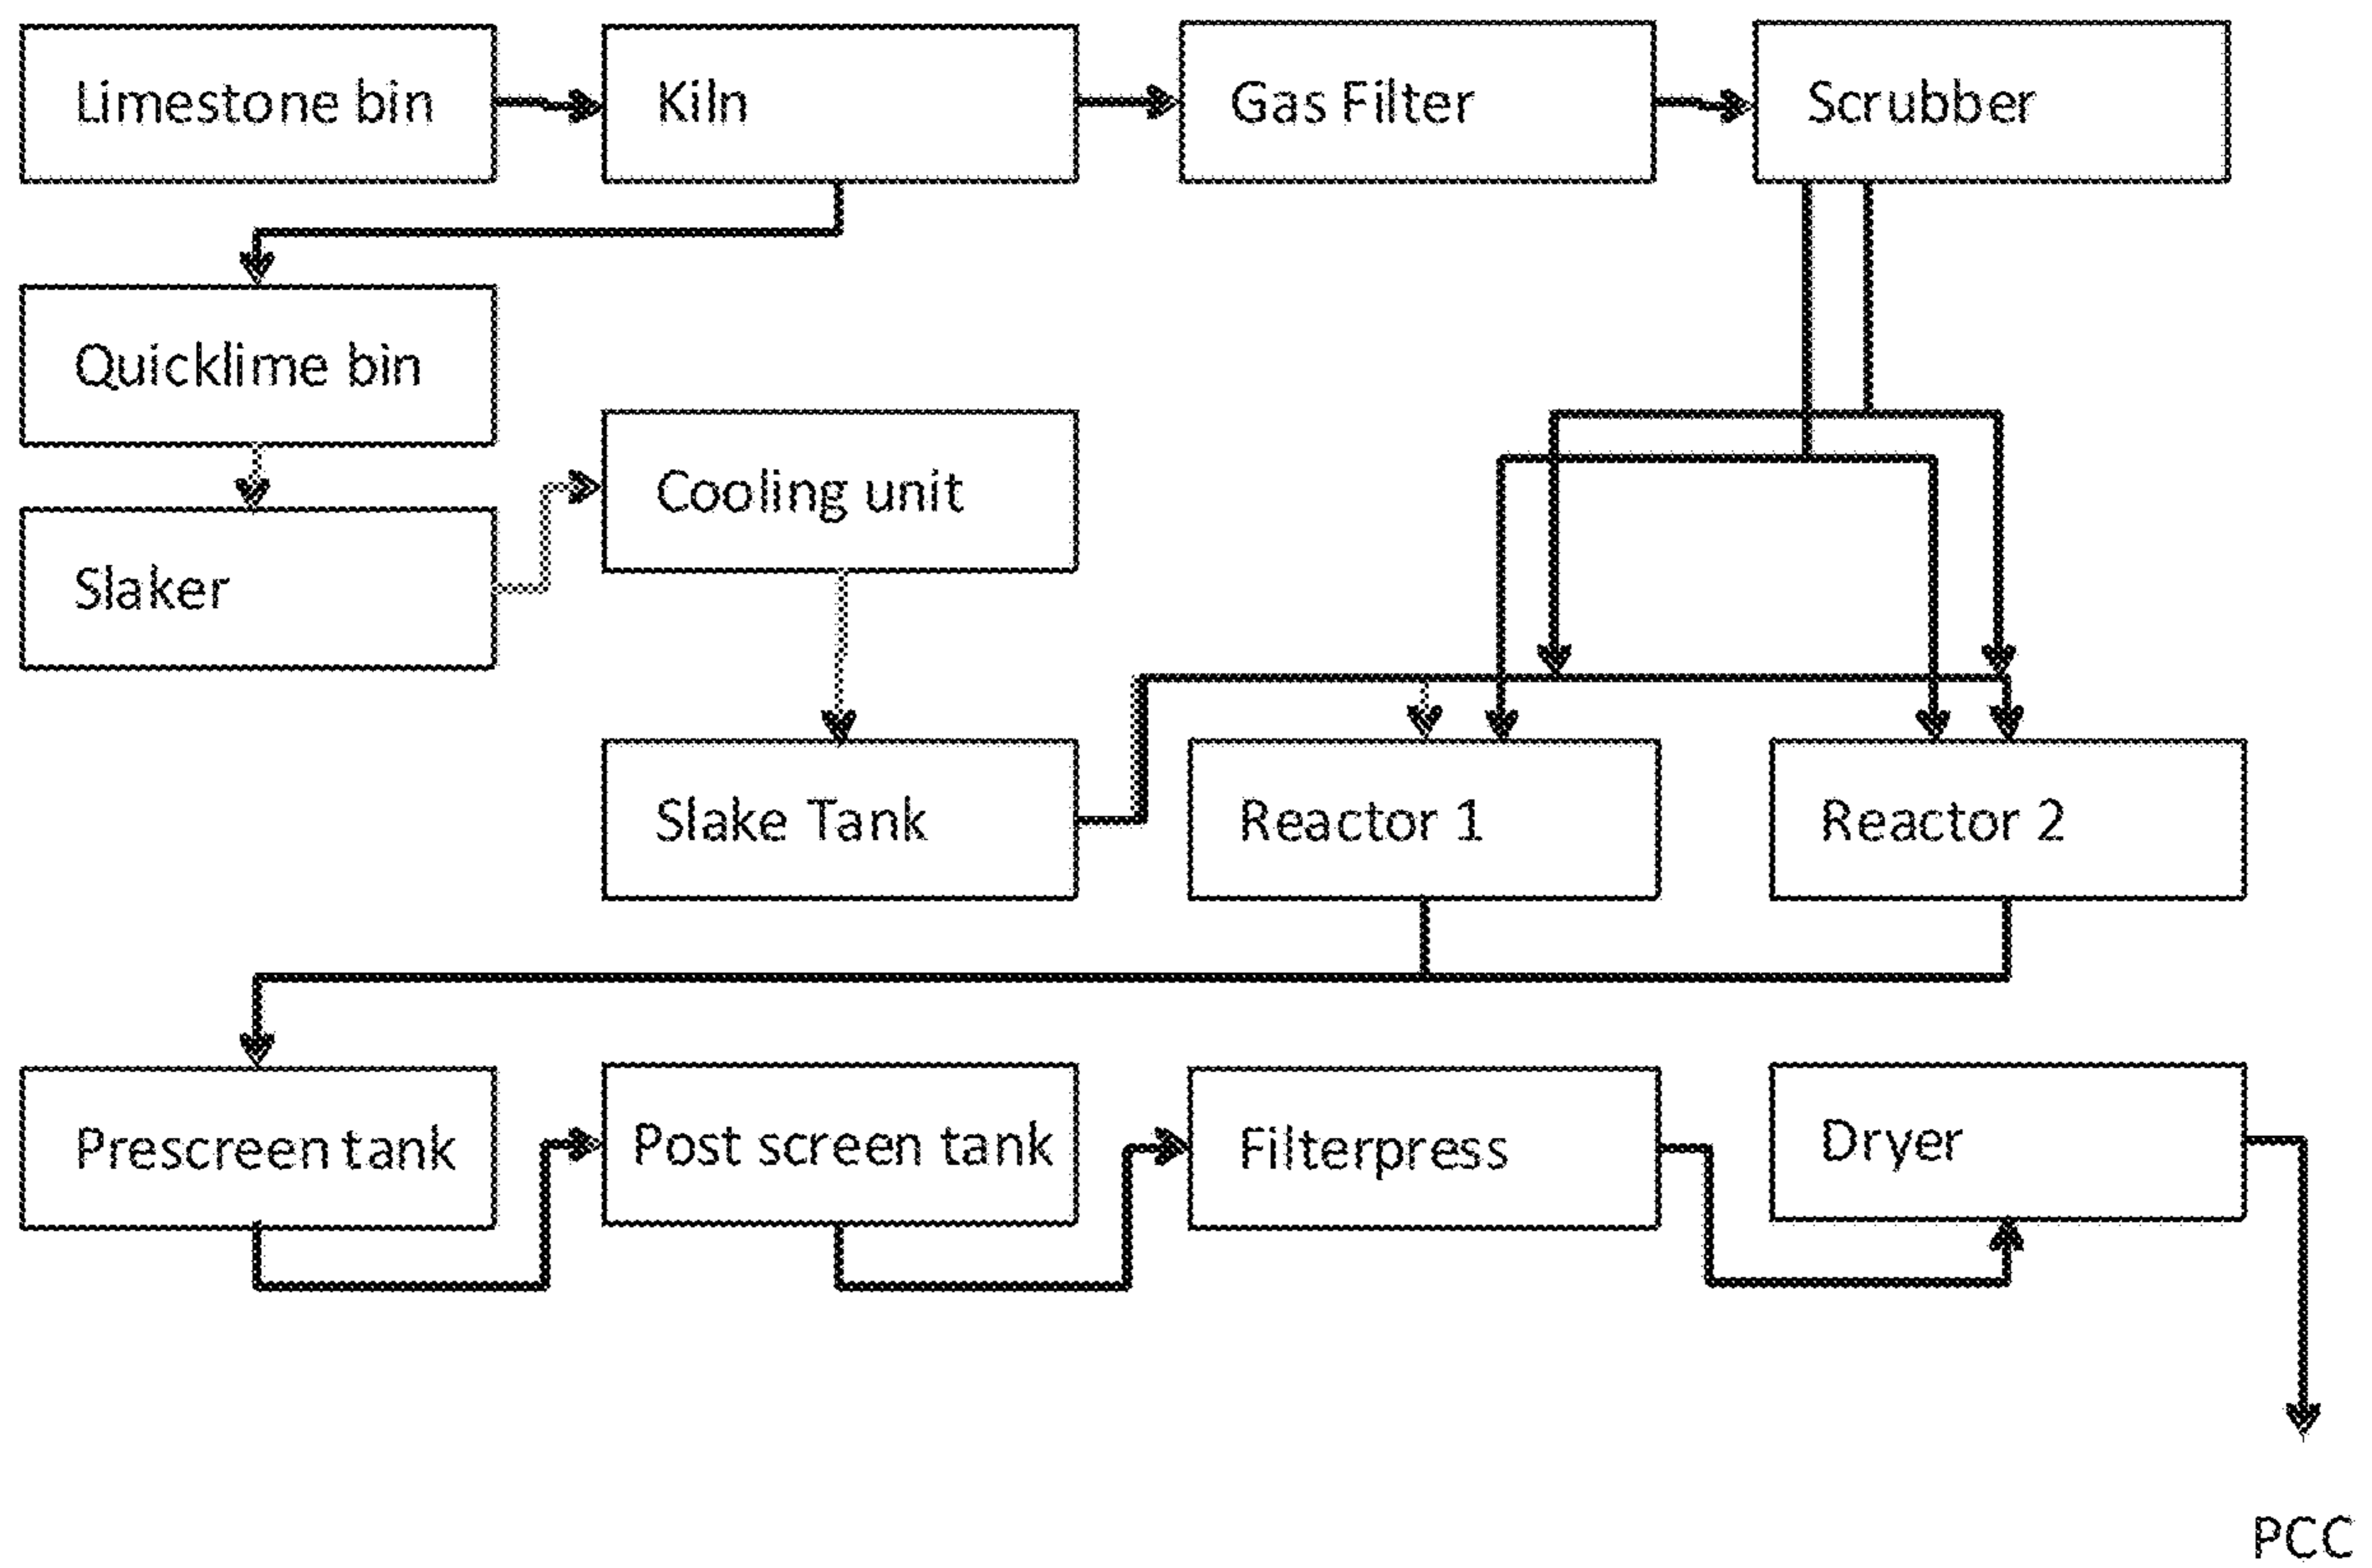 Limestone bin
Kiln
Gas Filter
Scrubber
Quicklime bin
Cooling unit
Slaker
Slake Tank
Reactor 1
Reactor 2
Prescreen tank
Post screen tank
Filterpress
Dryer
PCC